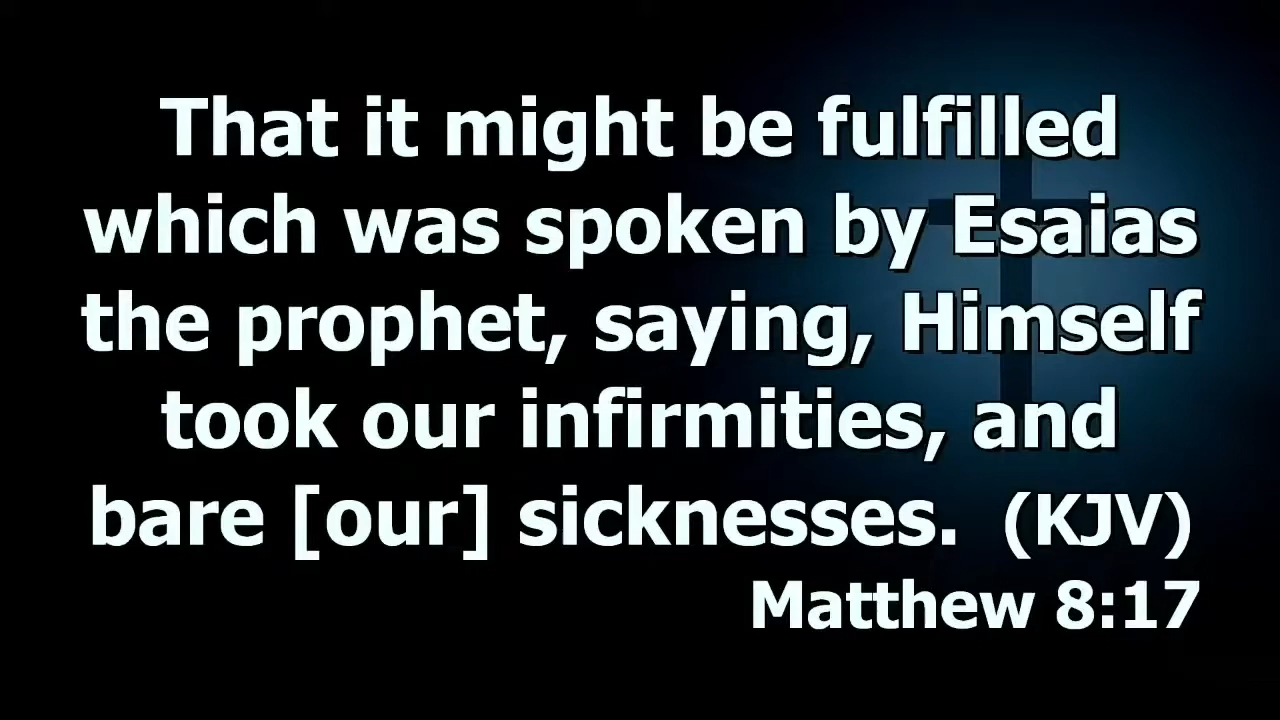 That it might be fulfilled
which was spoken by Esaias
the prophet, saying, Himself
took our infirmities, and
bare [our] sicknesses.  (KJV)
Matthew 8:17